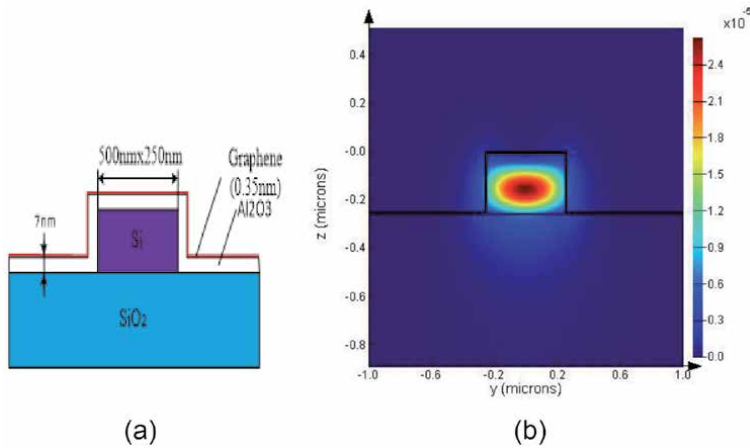 500nmx250nm
Graphene
(0.35nm)
Al2O3
7nm
Si
SiO2
(a)
x10^-5
0.4
0.2
-0.0
-0.2
-0.4
-0.6
-0.8
z (microns)
-1.0 -0.6 -0.2 0.2 0.6 1.0
y (microns)
2.4
2.1
1.8
1.5
1.2
0.9
0.6
0.3
0.0
(b)